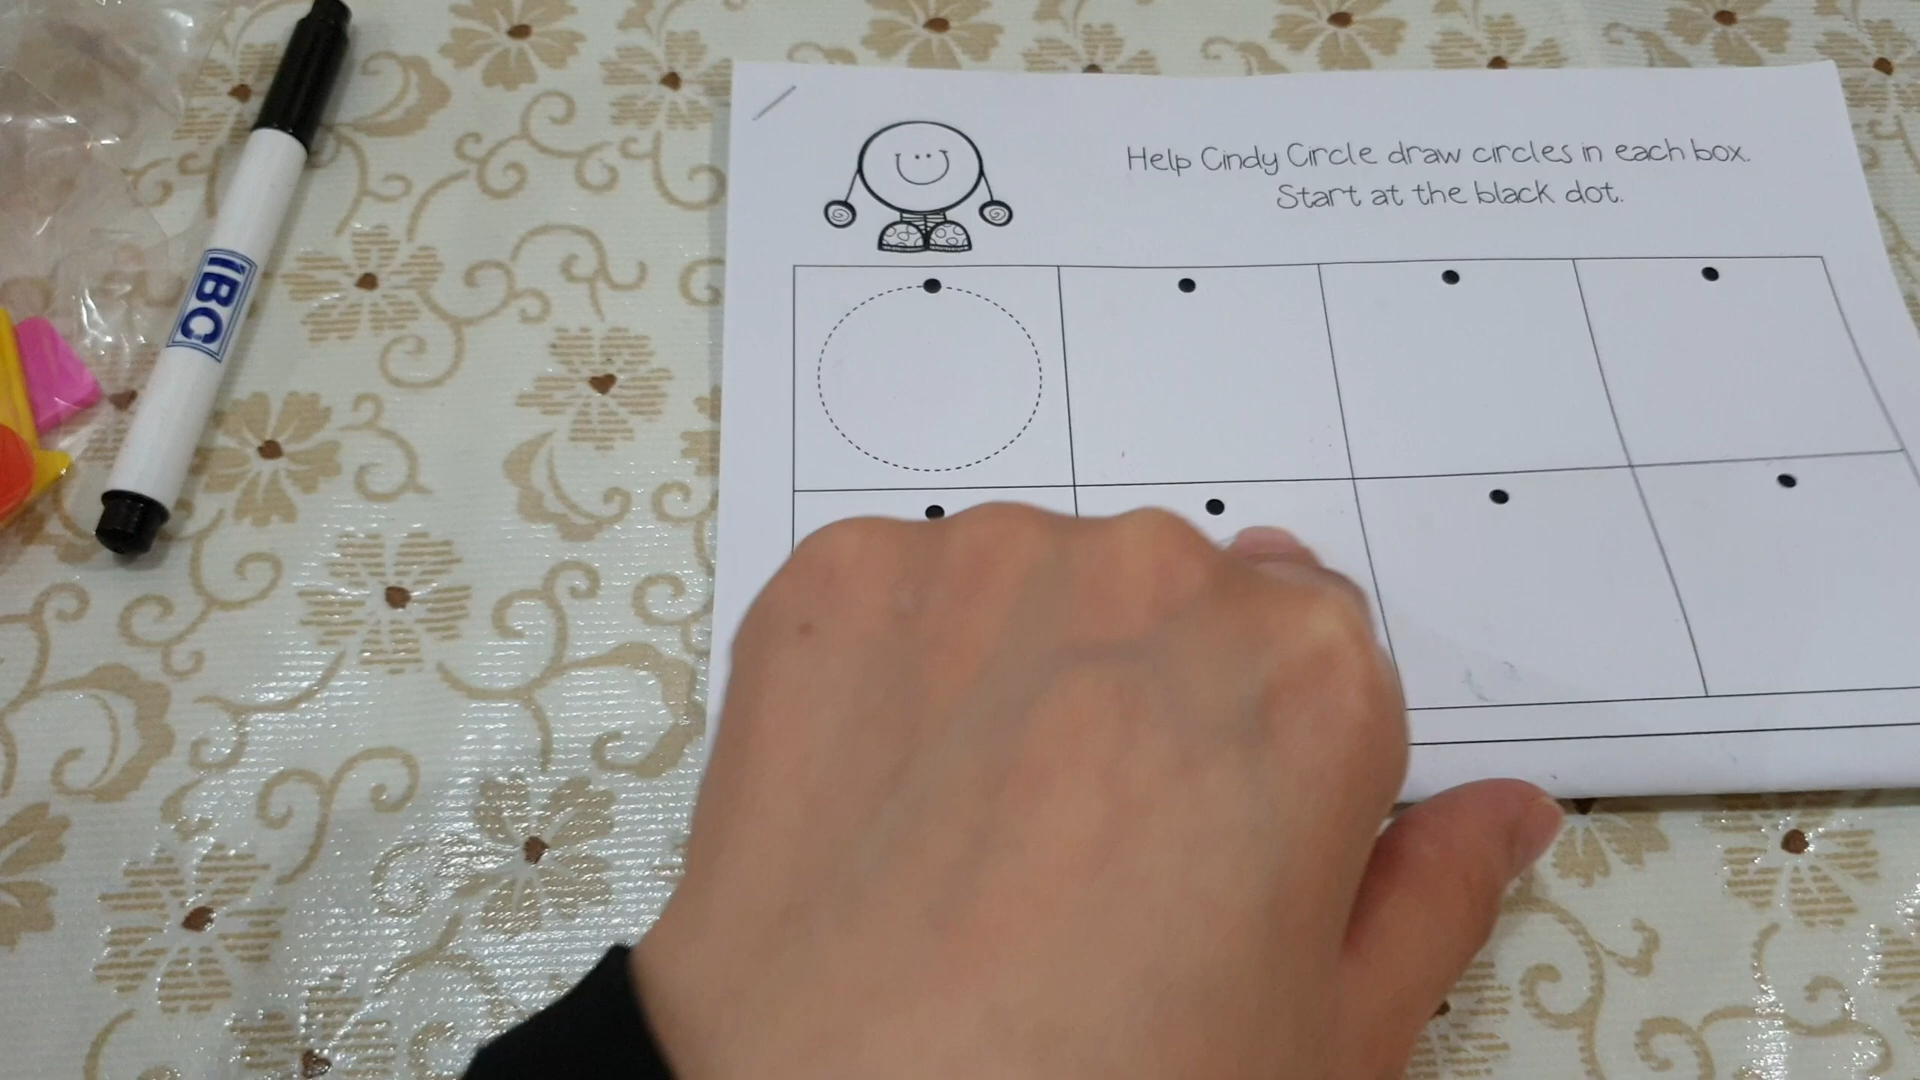 Help Cindy Circle draw circles in each box.
Start at the black dot.
IBC